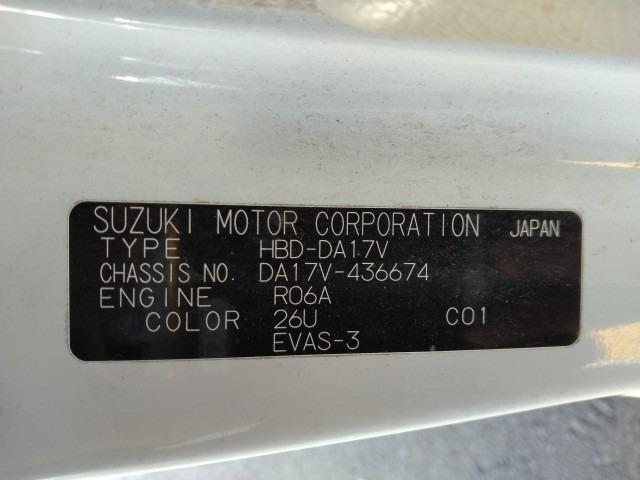 SUZUKI MOTOR CORPORATION JAPAN
TYPE HBD-DA17V
CHASSIS NO. DA17V-436674
ENGINE R06A
COLOR 26U C01
EVAS-3